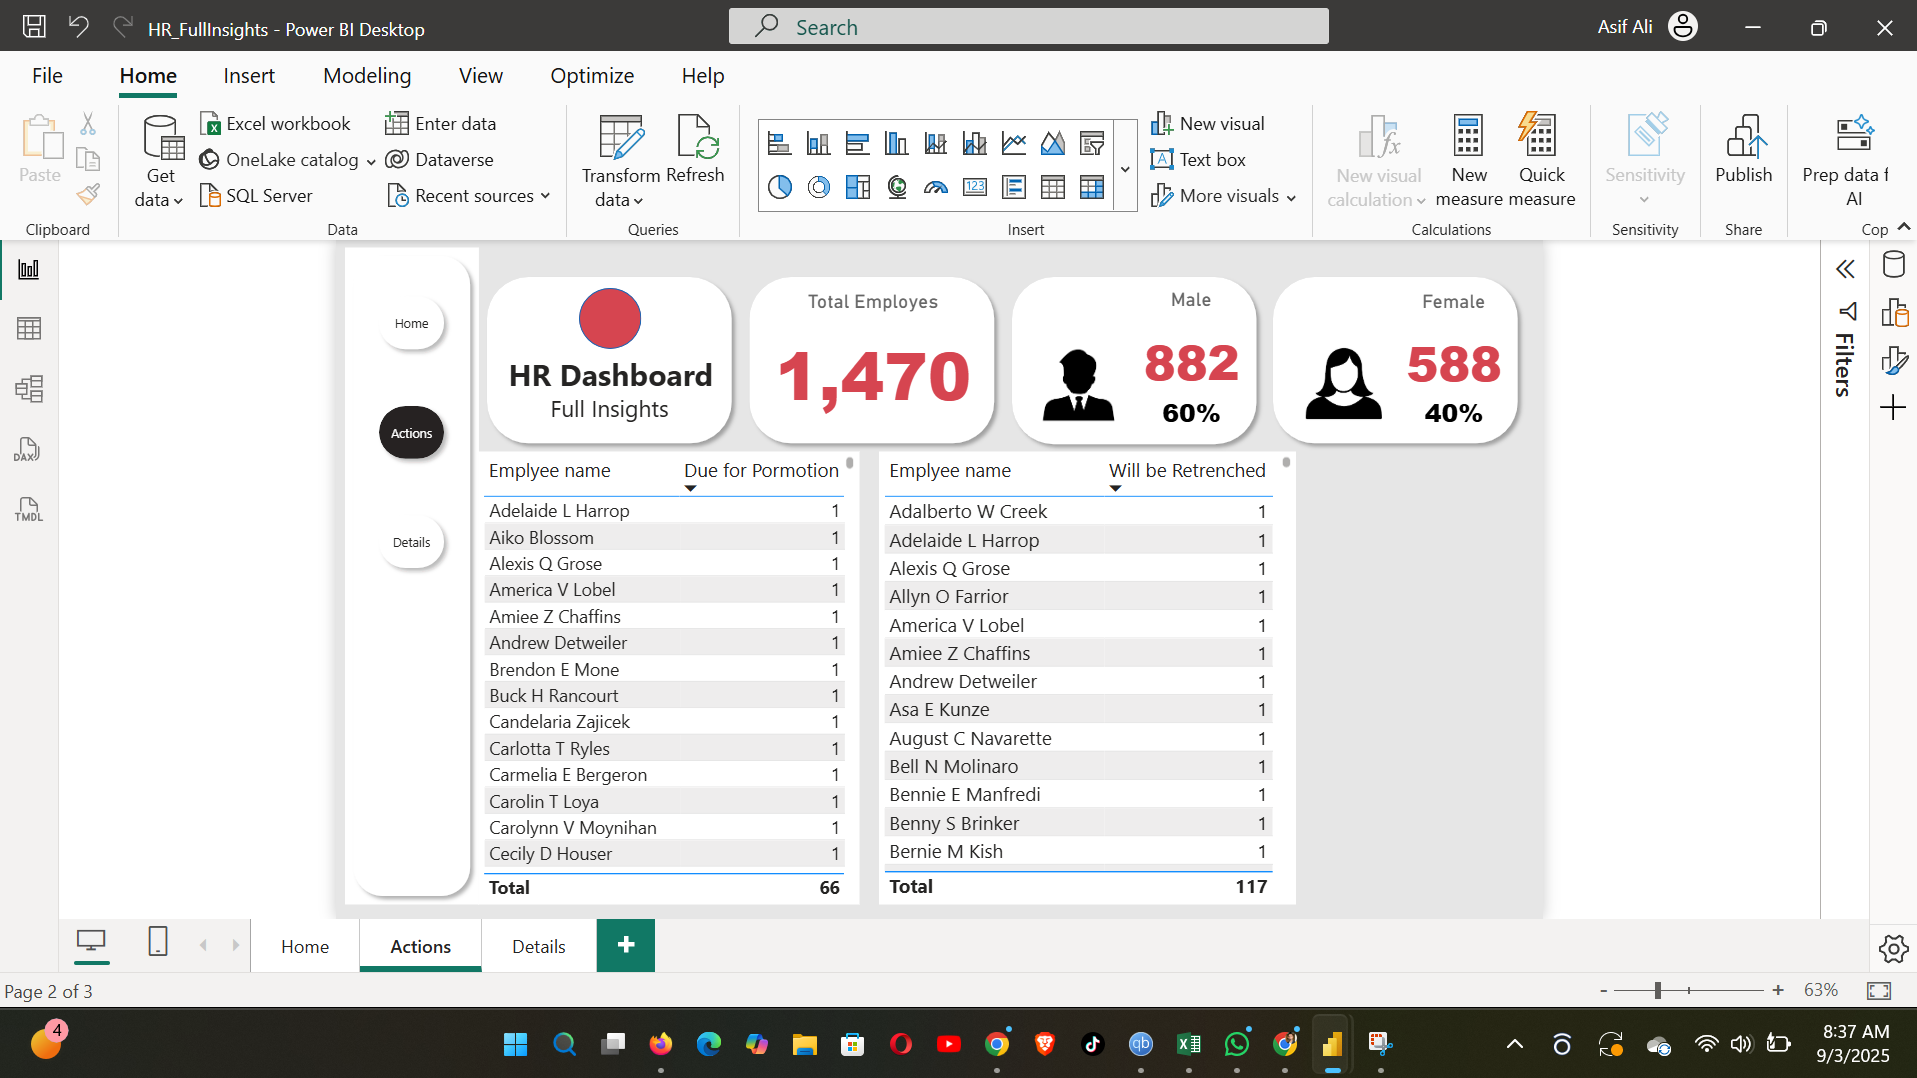 HR_FullInsights - Power BI Desktop
Search
Asif Ali
File
Home
Insert
Modeling
View
Optimize
Help
Paste
Clipboard
Get data
Excel workbook
OneLake catalog
SQL Server
Enter data
Dataverse
Recent sources
Data
Transform data
Refresh
Queries
123
New visual
Text box
More visuals
Insert
New visual calculation
New measure
Quick measure
Calculations
Sensitivity
Sensitivity
Publish
Share
Prep data f
AI
Cop
DAX
TMDL
Filters
Home
Actions
Details
HR Dashboard
Full Insights
Total Employes
1,470
Male
882
60%
Female
588
40%
Emplyee name Due for Pormotion
Adelaide L Harrop 1
Aiko Blossom 1
Alexis Q Grose 1
America V Lobel 1
Amiee Z Chaffins 1
Andrew Detweiler 1
Brendon E Mone 1
Buck H Rancourt 1
Candelaria Zajicek 1
Carlotta T Ryles 1
Carmelia E Bergeron 1
Carolin T Loya 1
Carolynn V Moynihan 1
Cecily D Houser 1
Total 66
Emplyee name Will be Retrenched
Adalberto W Creek 1
Adelaide L Harrop 1
Alexis Q Grose 1
Allyn O Farrior 1
America V Lobel 1
Amiee Z Chaffins 1
Andrew Detweiler 1
Asa E Kunze 1
August C Navarette 1
Bell N Molinaro 1
Bennie E Manfredi 1
Benny S Brinker 1
Bernie M Kish 1
Total 117
Home
Actions
Details
Page 2 of 3
63%
4
qb
8:37 AM
9/3/2025